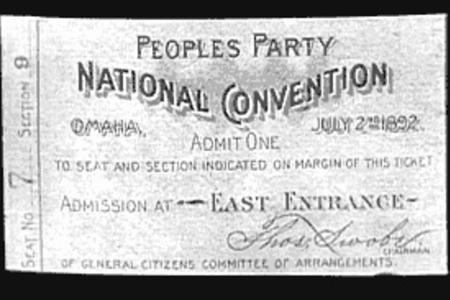 PEOPLES PARTY
NATIONAL CONVENTION
OMAHA, JULY 2ND 1892.
ADMIT ONE
TO SEAT AND SECTION INDICATED ON MARGIN OF THIS TICKET
ADMISSION AT — EAST ENTRANCE -
Thos. Swobe
CHAIRMAN
OF GENERAL CITIZENS COMMITTEE OF ARRANGEMENTS.
SEAT NO. 7 SECTION 9